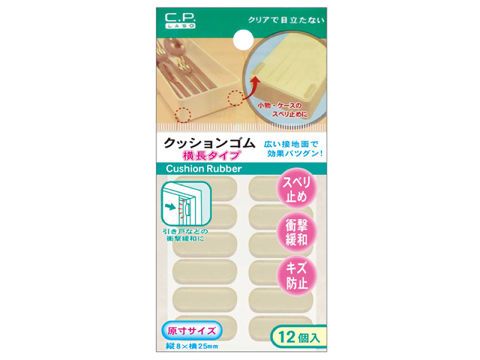 C.P.
LABO
クリアで目立たない
小物・ケースの
スベリ止めに
クッションゴム
横長タイプ
広い接地面で
効果バツグン!
Cushion Rubber
スベリ
止め
引き戸などの
衝撃緩和に
衝撃
緩和
キズ
防止
原寸サイズ
縦8×横25mm
12個入